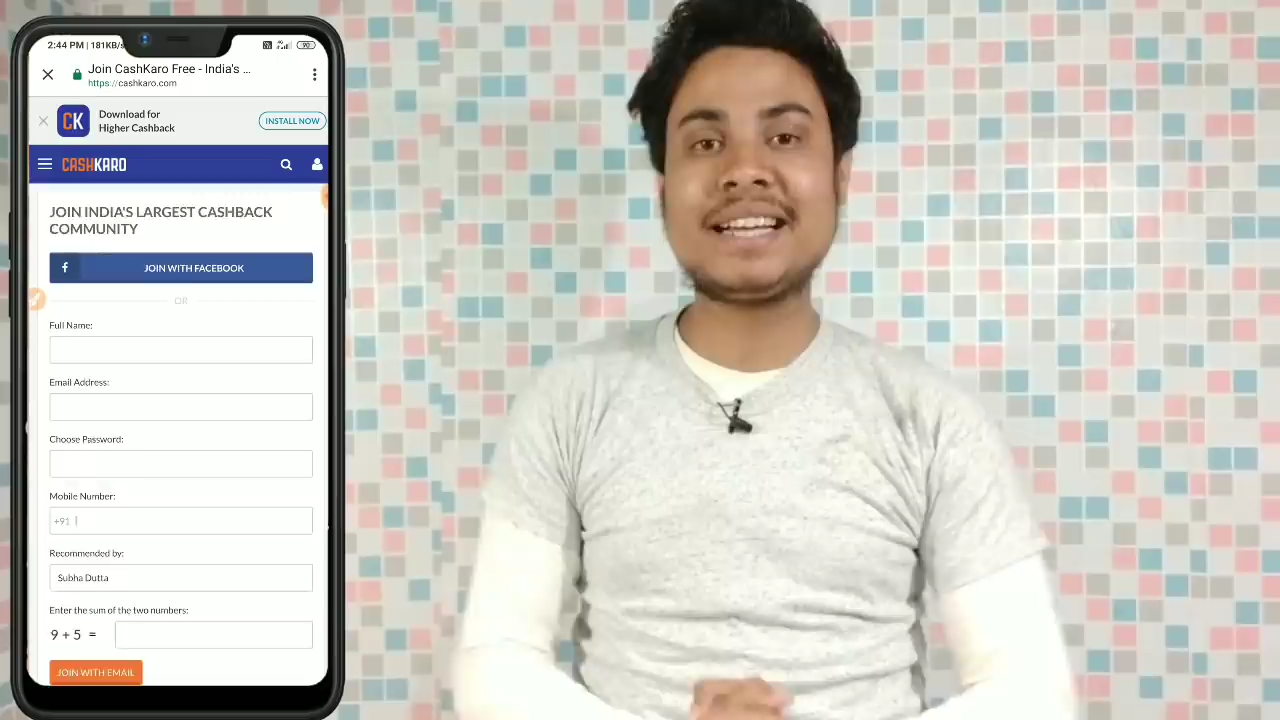 2:44 PM | 181KB/s
90
Join CashKaro Free - India's ...
https://cashkaro.com
CK
Download for
Higher Cashback
INSTALL NOW
CASHKARO
JOIN INDIA'S LARGEST CASHBACK
COMMUNITY
f JOIN WITH FACEBOOK
OR
Full Name:
Email Address:
Choose Password:
Mobile Number:
+91
Recommended by:
Subha Dutta
Enter the sum of the two numbers:
9 + 5 =
JOIN WITH EMAIL